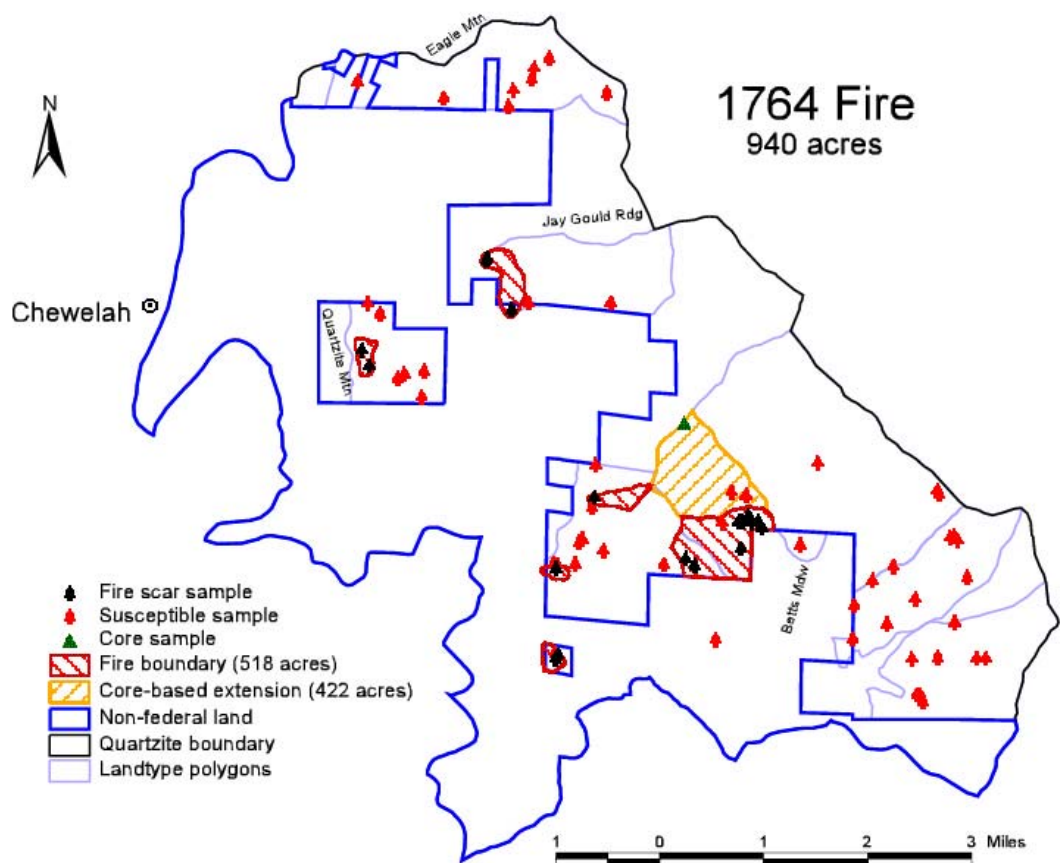 Eagle Mtn
N
1764 Fire
940 acres
Jay Gould Rdg
Chewelah
Quartzite Mtn
Betts Mdw
Fire scar sample
Susceptible sample
Core sample
Fire boundary (518 acres)
Core-based extension (422 acres)
Non-federal land
Quartzite boundary
Landtype polygons
1 0 1 2 3 Miles